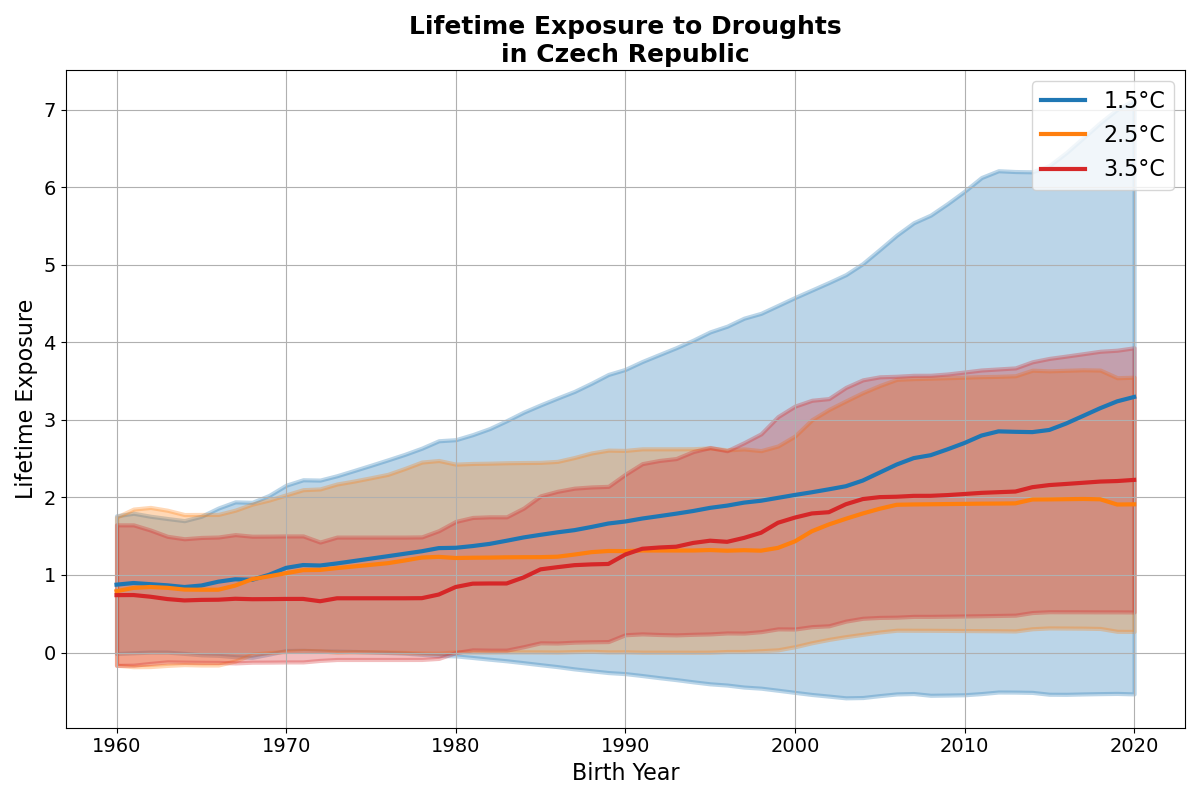 Lifetime Exposure to Droughts
in Czech Republic
1.5°C
2.5°C
3.5°C
Lifetime Exposure
7
6
5
4
3
2
1
0
1960 1970 1980 1990 2000 2010 2020
Birth Year